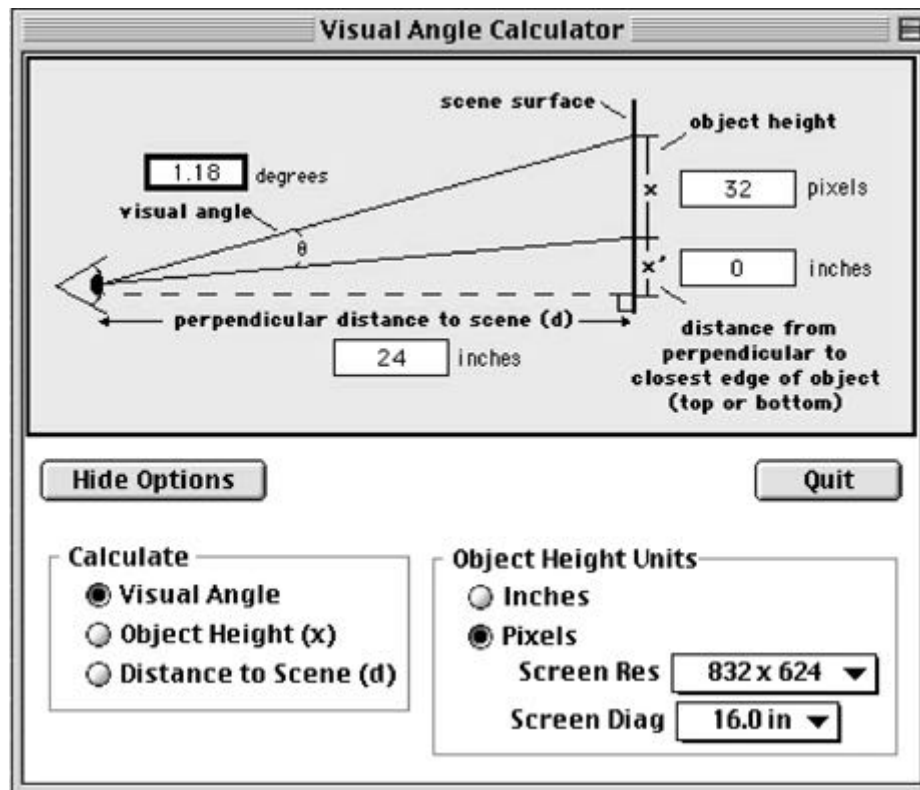 Visual Angle Calculator
scene surface
object height
1.18 degrees
visual angle
θ
x
32 pixels
x'
0 inches
perpendicular distance to scene (d)
24 inches
distance from
perpendicular to
closest edge of object
(top or bottom)
Hide Options
Quit
Calculate
Visual Angle
Object Height (x)
Distance to Scene (d)
Object Height Units
Inches
Pixels
Screen Res 832 x 624
Screen Diag 16.0 in